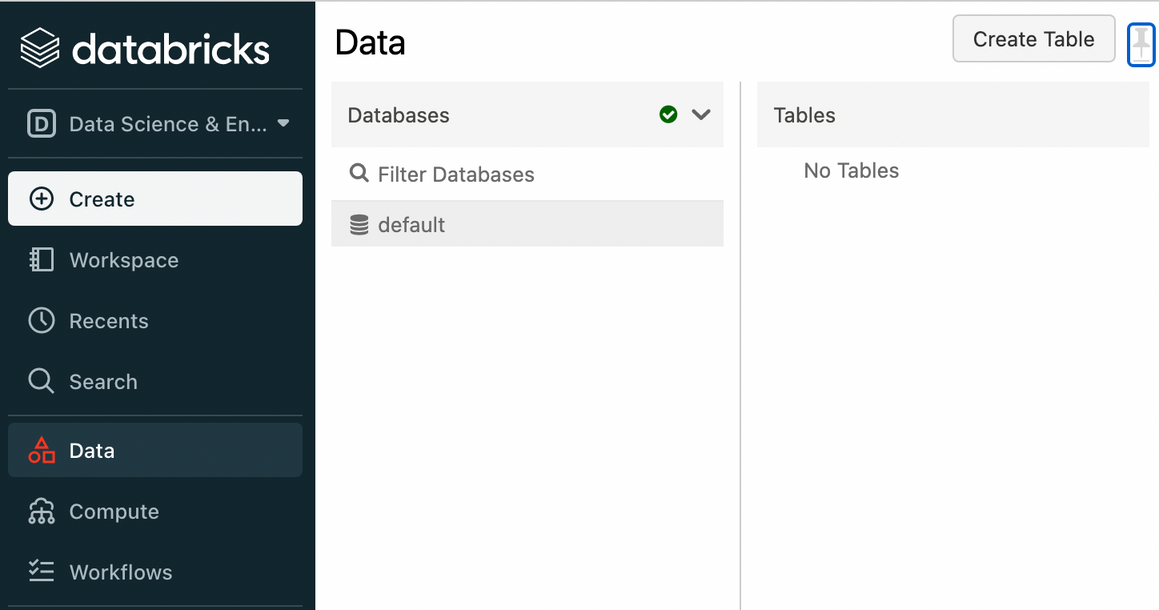 databricks
D
Data Science & En...
Create
Workspace
Recents
Search
Data
Compute
Workflows
Data
Create Table
Databases
Filter Databases
default
Tables
No Tables